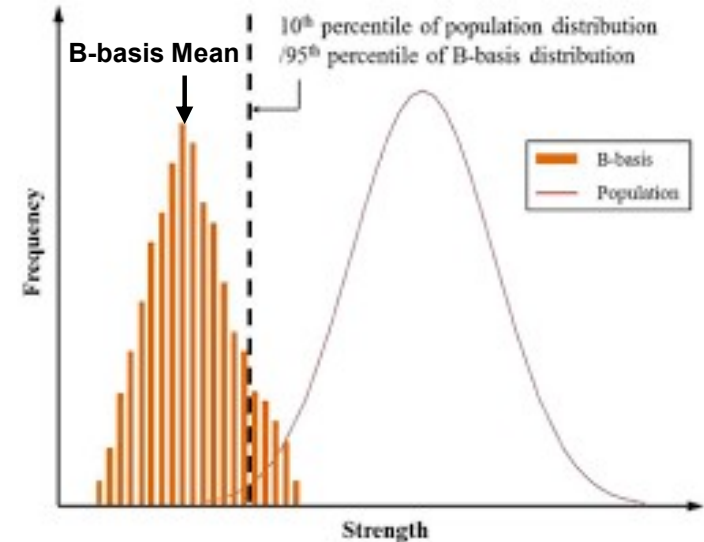 10th percentile of population distribution
/95th percentile of B-basis distribution
B-basis Mean
B-basis
Population
Frequency
Strength